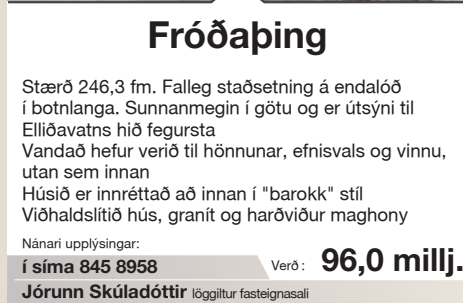 Fróðaþing
Stærð 246,3 fm. Falleg staðsetning á endalóð
í botnlanga. Sunnanmegin í götu og er útsýni til
Elliðavatns hið fegursta
Vandað hefur verið til hönnunar, efnisvals og vinnu,
utan sem innan
Húsið er innréttað að innan í "barokk" stíl
Viðhaldslítið hús, granít og harðviður maghony
Nánari upplýsingar:
í síma 845 8958
Verð: 96,0 millj.
Jórunn Skúladóttir löggiltur fasteignasali